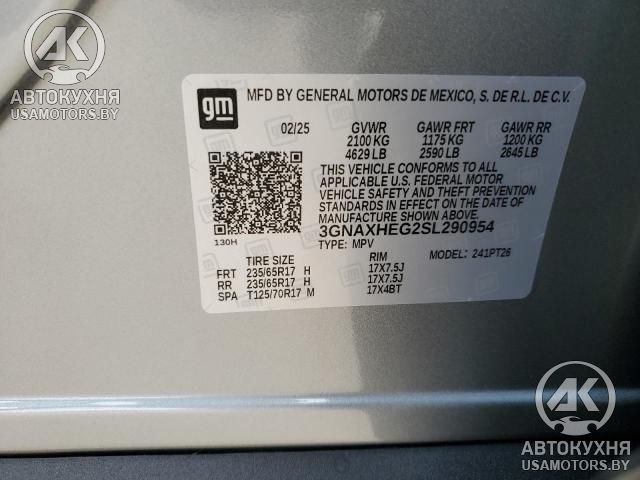 АВТОКУХНЯ
USAMOTORS.BY
gm
MFD BY GENERAL MOTORS DE MEXICO, S. DE R.L. DE C.V.
02/25 GVWR GAWR FRT GAWR RR
2100 KG 1175 KG 1200 KG
4629 LB 2590 LB 2645 LB
THIS VEHICLE CONFORMS TO ALL
APPLICABLE U.S. FEDERAL MOTOR
VEHICLE SAFETY AND THEFT PREVENTION
STANDARDS IN EFFECT ON THE DATE OF
MANUFACTURE SHOWN ABOVE.
3GNAXHEG2SL290954
130H
TYPE: MPV MODEL: 241PT26
TIRE SIZE RIM
FRT 235/65R17 H 17X7.5J
RR 235/65R17 H 17X7.5J
SPA T125/70R17 M 17X4BT
АВТОКУХНЯ
USAMOTORS.BY
АК
АВТОКУХНЯ
USAMOTORS.BY